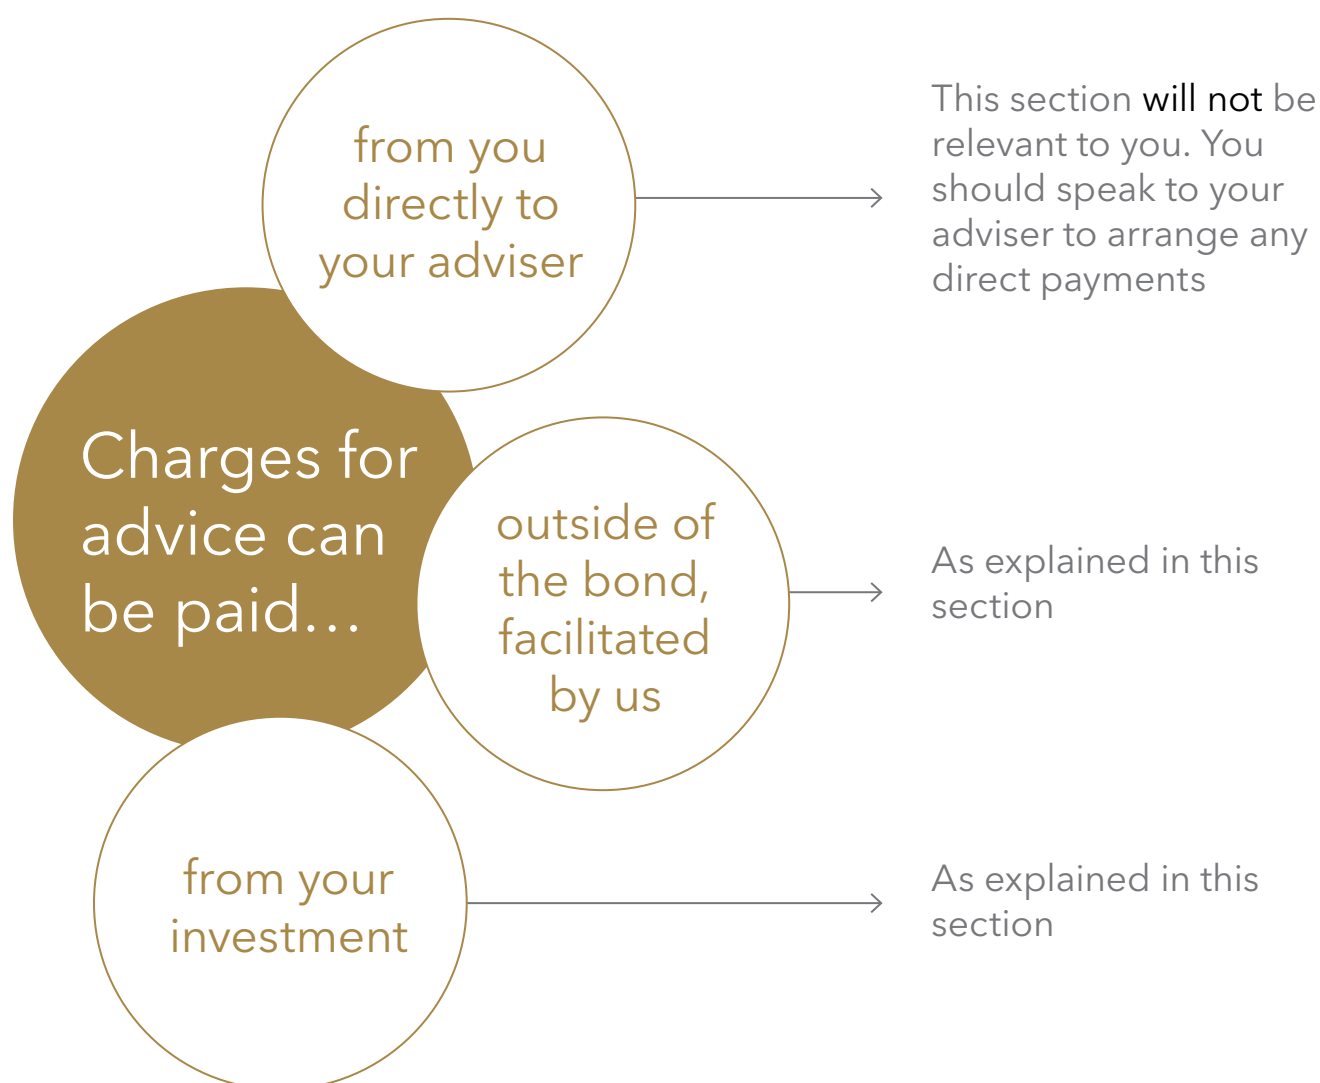 from you
directly to
your adviser
This section will not be
relevant to you. You
should speak to your
adviser to arrange any
direct payments
Charges for
advice can
be paid…
outside of
the bond,
facilitated
by us
As explained in this
section
from your
investment
As explained in this
section